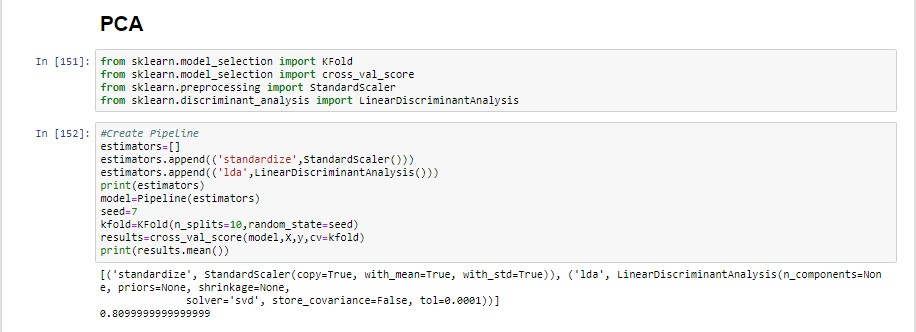 PCA
In [151]: from sklearn.model_selection import KFold
from sklearn.model_selection import cross_val_score
from sklearn.preprocessing import StandardScaler
from sklearn.discriminant_analysis import LinearDiscriminantAnalysis
In [152]: #Create Pipeline
estimators=[]
estimators.append(('standardize',StandardScaler()))
estimators.append(('lda',LinearDiscriminantAnalysis()))
print(estimators)
model=Pipeline(estimators)
seed=7
kfold=KFold(n_splits=10,random_state=seed)
results=cross_val_score(model,X,y,cv=kfold)
print(results.mean())
[('standardize', StandardScaler(copy=True, with_mean=True, with_std=True)), ('lda', LinearDiscriminantAnalysis(n_components=Non
e, priors=None, shrinkage=None,
solver='svd', store_covariance=False, tol=0.0001))]
0.8099999999999999